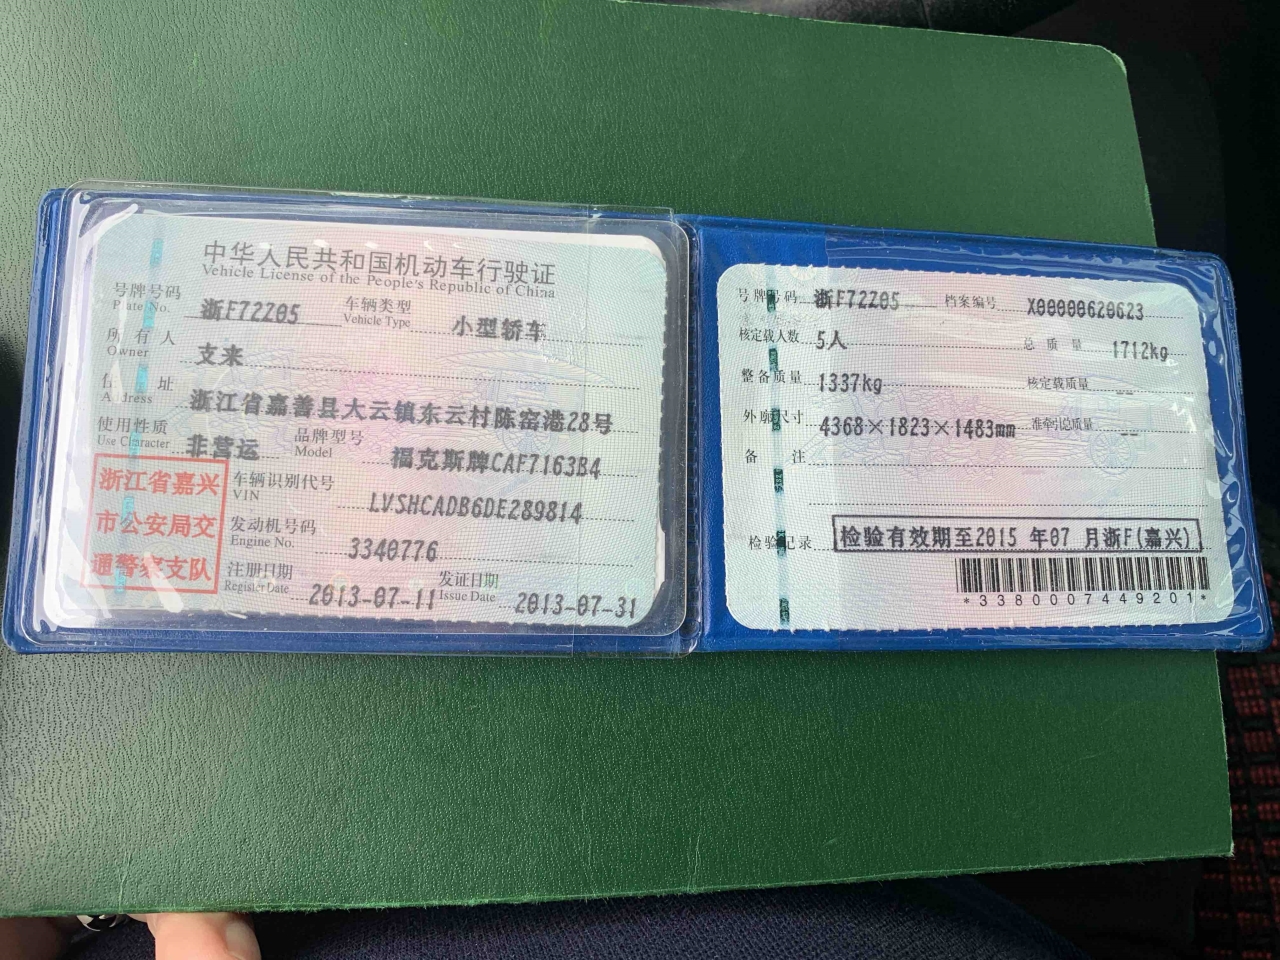 中华人民共和国机动车行驶证
Vehicle License of the People's Republic of China
号牌号码 浙F72Z05 车辆类型 小型轿车
Plate No. Vehicle Type
所有人 支来
Owner
住址 浙江省嘉善县大云镇东云村陈窑港28号
Address
使用性质 非营运 品牌型号 福克斯牌CAF7163B4
Use Character Model
浙江省嘉兴
市公安局交
通警察支队
车辆识别代号 LVSHCADB6DE289814
VIN
发动机号码 3340776
Engine No.
注册日期 2013-07-11 发证日期 2013-07-31
Register Date Issue Date
号牌号码 浙F72Z05 档案编号 X00000620623
核定载人数 5人 总质量 1712kg
整备质量 1337kg 核定载质量 --
外廓尺寸 4368×1823×1483mm 准牵引总质量 --
备注
检验记录 检验有效期至2015 年07 月浙F(嘉兴)
*3380007449201*